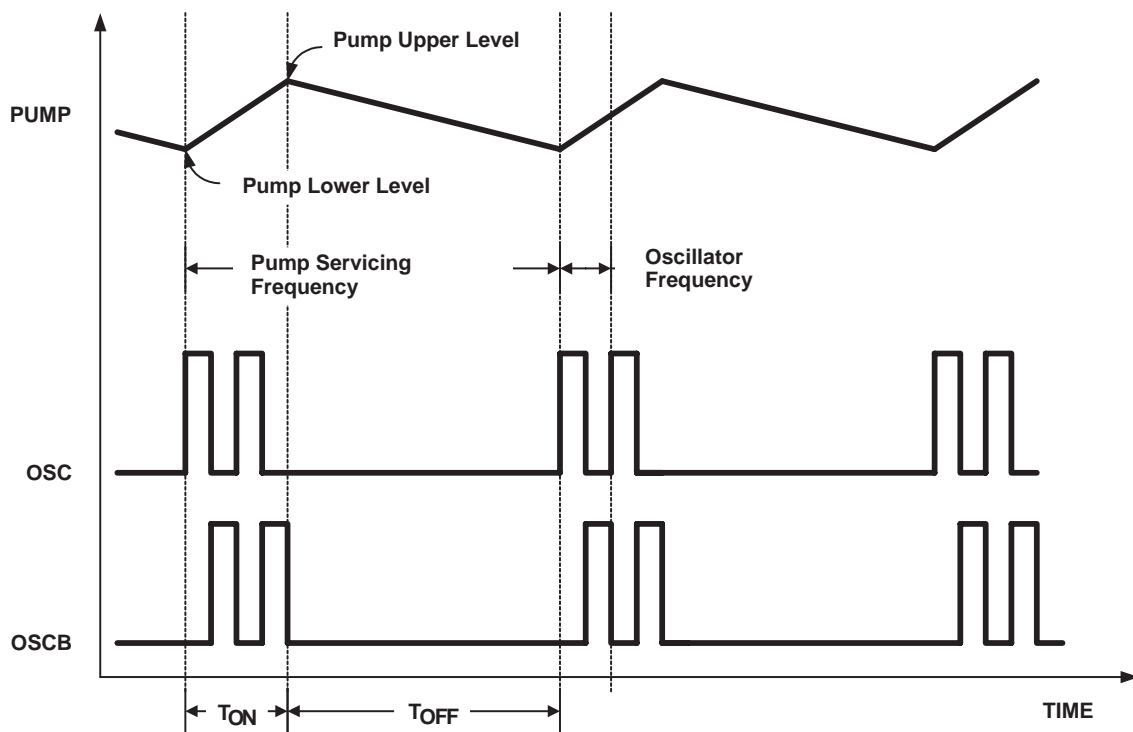 Pump Upper Level
PUMP
Pump Lower Level
Pump Servicing
Frequency
Oscillator
Frequency
OSC
OSCB
TON
TOFF
TIME